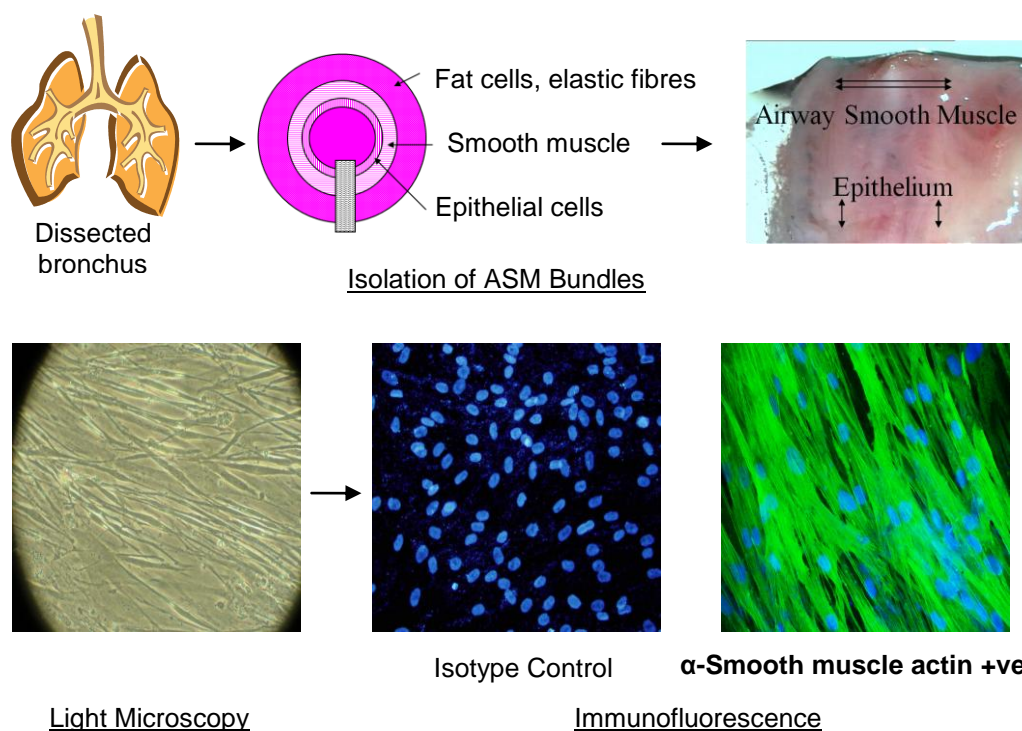 Fat cells, elastic fibres
Smooth muscle
Epithelial cells
Dissected
bronchus
Airway Smooth Muscle
Epithelium
Isolation of ASM Bundles
Isotype Control
α-Smooth muscle actin +ve
Light Microscopy
Immunofluorescence